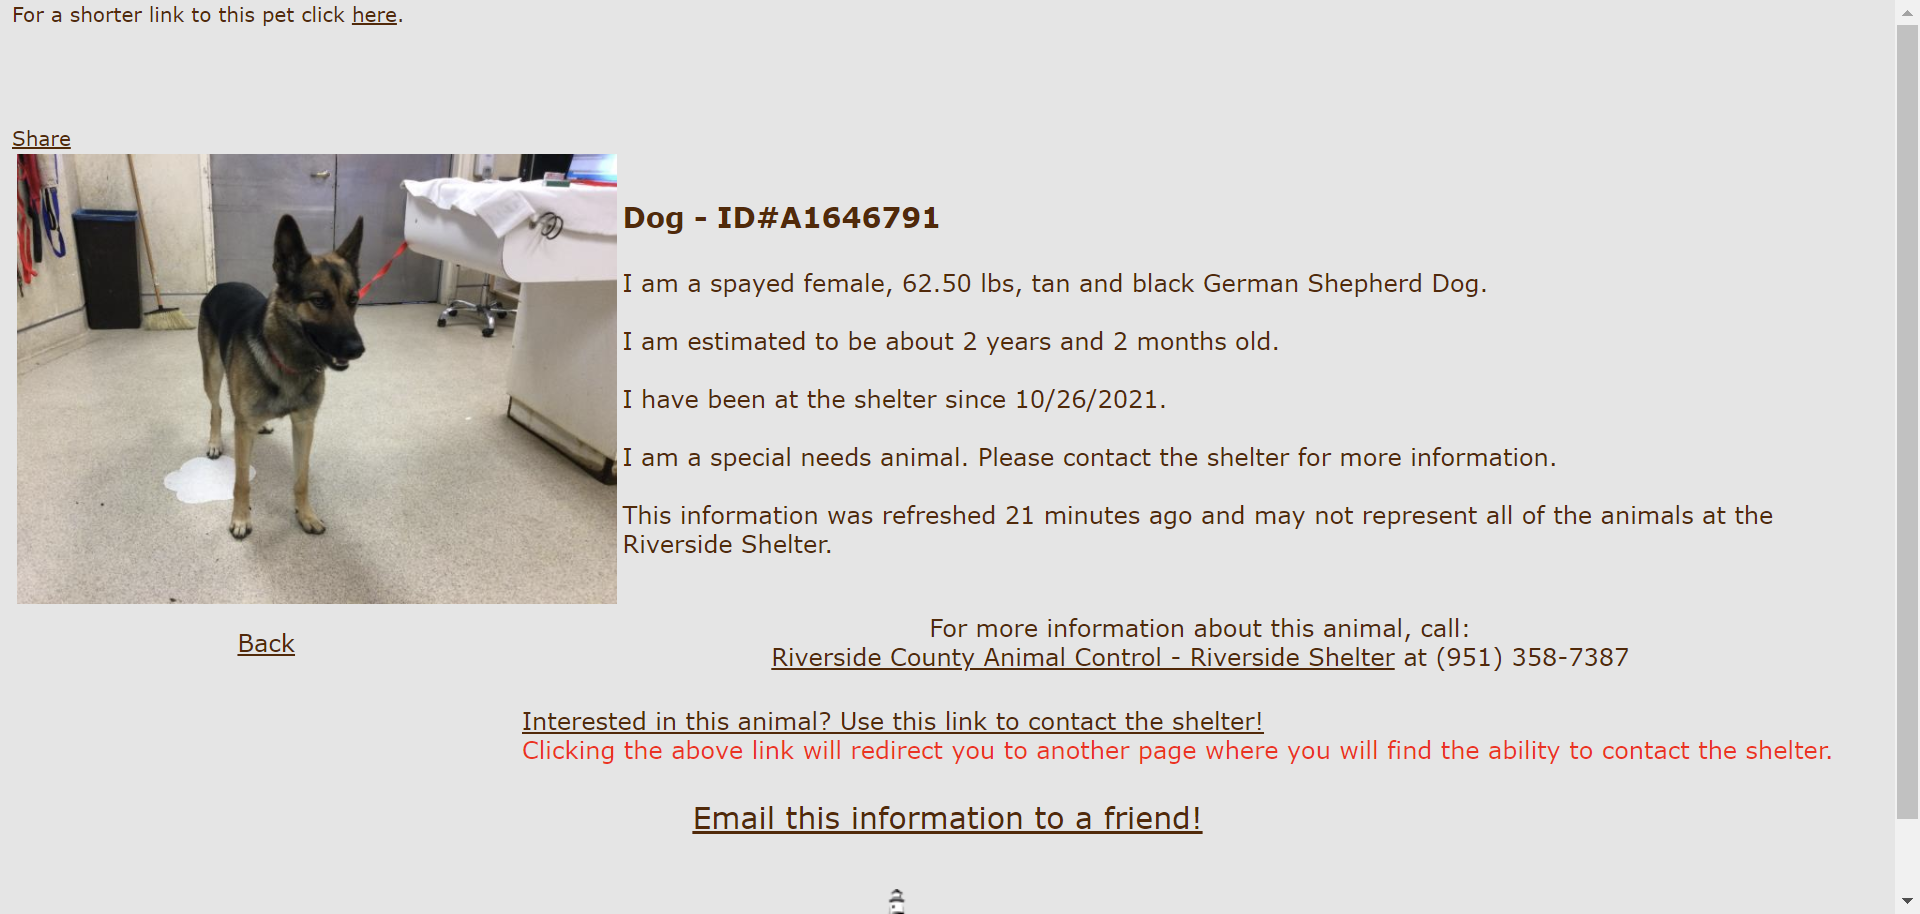 For a shorter link to this pet click here.
Share
Dog - ID#A1646791
I am a spayed female, 62.50 lbs, tan and black German Shepherd Dog.
I am estimated to be about 2 years and 2 months old.
I have been at the shelter since 10/26/2021.
I am a special needs animal. Please contact the shelter for more information.
This information was refreshed 21 minutes ago and may not represent all of the animals at the
Riverside Shelter.
Back
For more information about this animal, call:
Riverside County Animal Control - Riverside Shelter at (951) 358-7387
Interested in this animal? Use this link to contact the shelter!
Clicking the above link will redirect you to another page where you will find the ability to contact the shelter.
Email this information to a friend!